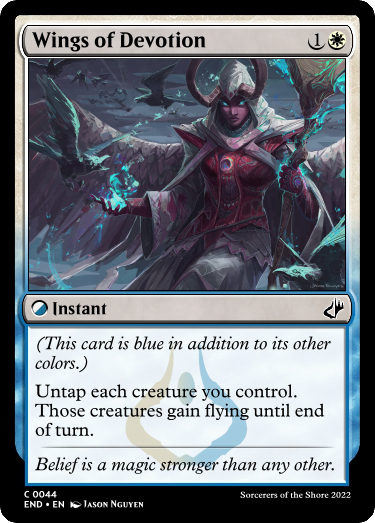 Wings of Devotion 1
Instant
(This card is blue in addition to its other
colors.)
Untap each creature you control.
Those creatures gain flying until end
of turn.
Belief is a magic stronger than any other.
C 0044
END • EN Jason Nguyen
Sorcerers of the Shore 2022